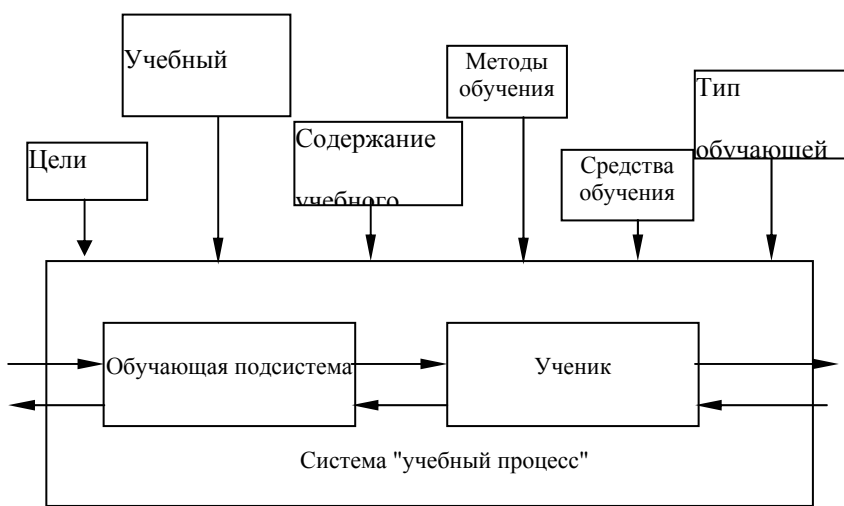 Учебный
Методы
обучения
Тип
обучающей
Содержание
учебного
Цели
Средства
обучения
Обучающая подсистема
Ученик
Система "учебный процесс"